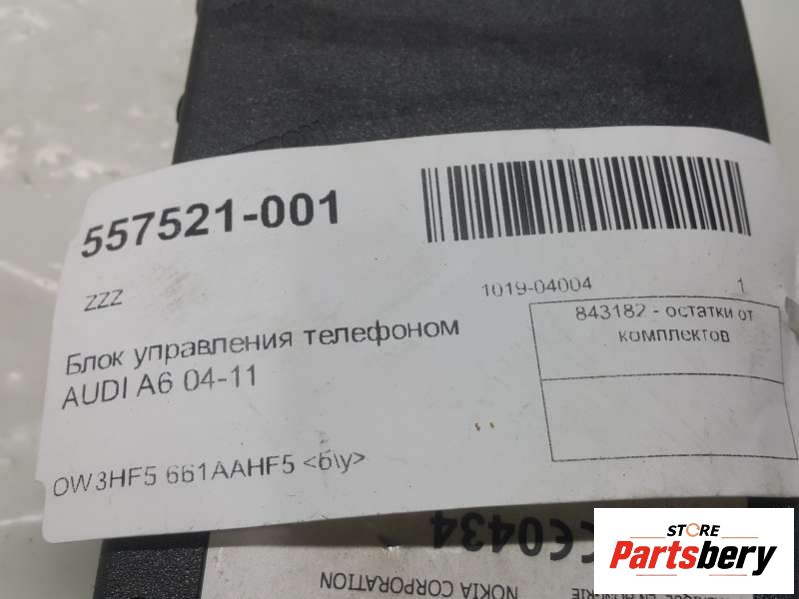 557521-001
zzz
1019-04004 1
Блок управления телефоном
AUDI A6 04-11
843182 - остатки от
комплектов
OW3HF5 661AAHF5 <б\у>
CE0434
NOKIA CORPORATION
STORE
Partsbery